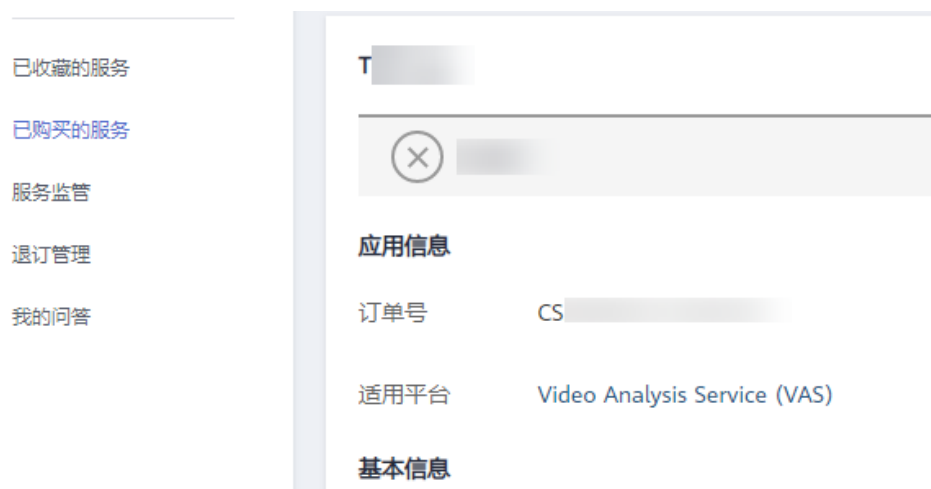 已收藏的服务
已购买的服务
服务监管
退订管理
我的问答
T
应用信息
订单号 CS
适用平台 Video Analysis Service (VAS)
基本信息